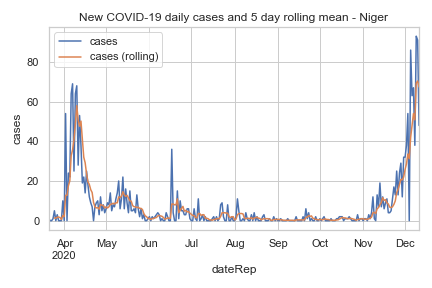 New COVID-19 daily cases and 5 day rolling mean - Niger
cases
cases (rolling)
80
60
40
20
0
cases
Apr May Jun Jul Aug Sep Oct Nov Dec
2020
dateRep